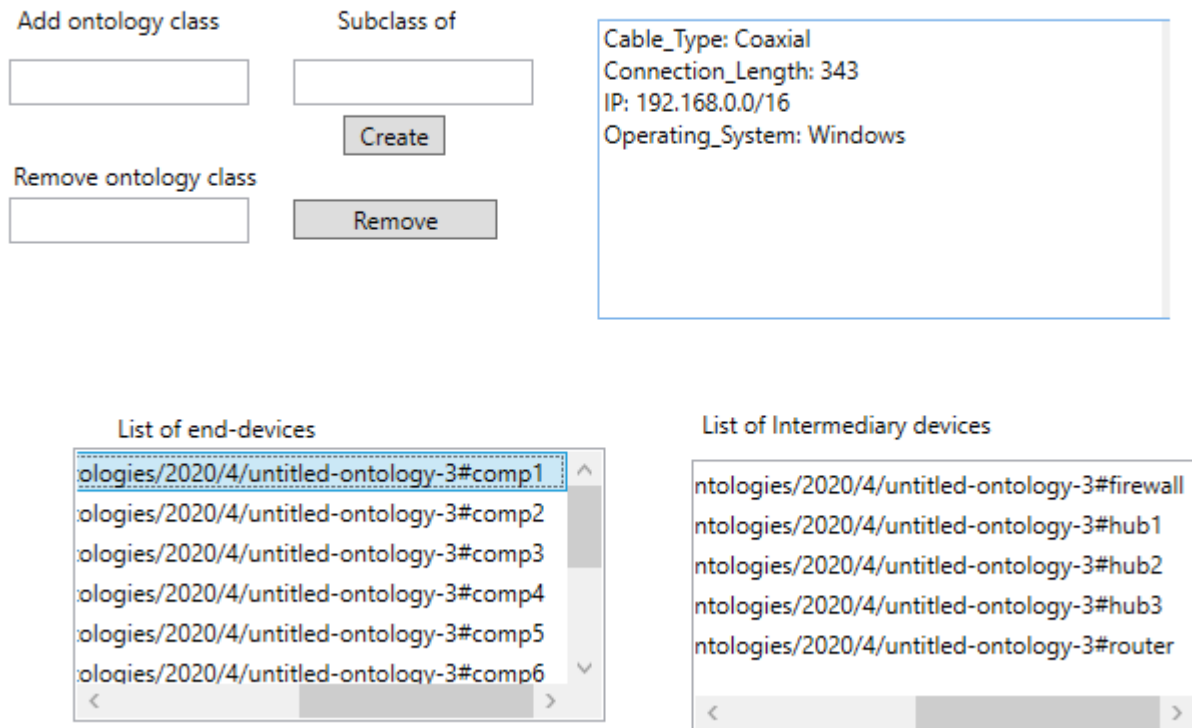 Add ontology class
Subclass of
Create
Remove ontology class
Remove
Cable_Type: Coaxial
Connection_Length: 343
IP: 192.168.0.0/16
Operating_System: Windows
List of end-devices
ologies/2020/4/untitled-ontology-3#comp1
ologies/2020/4/untitled-ontology-3#comp2
ologies/2020/4/untitled-ontology-3#comp3
ologies/2020/4/untitled-ontology-3#comp4
ologies/2020/4/untitled-ontology-3#comp5
ologies/2020/4/untitled-ontology-3#comp6
List of Intermediary devices
ntologies/2020/4/untitled-ontology-3#firewall
ntologies/2020/4/untitled-ontology-3#hub1
ntologies/2020/4/untitled-ontology-3#hub2
ntologies/2020/4/untitled-ontology-3#hub3
ntologies/2020/4/untitled-ontology-3#router